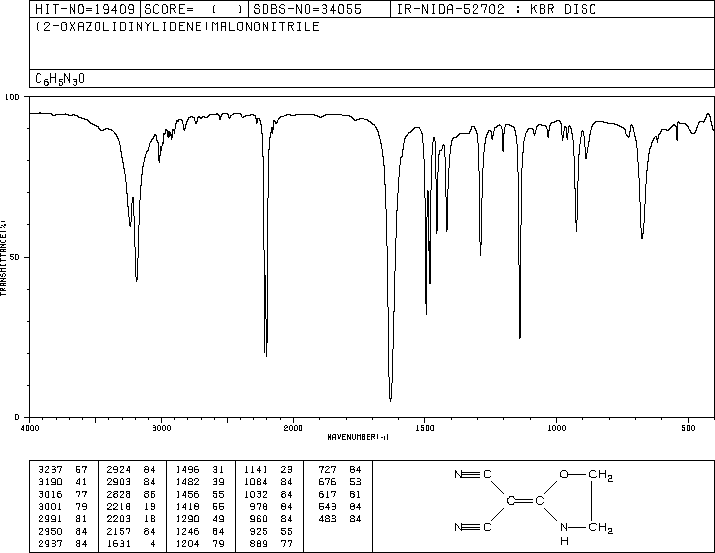 HIT-NO=19409 SCORE= ( ) SDBS-NO=34055 IR-NIDA-52702 : KBR DISC
(2-OXAZOLIDINYLIDENE)MALONONITRILE
C6H5N3O
100
TRANSMITTANCE(%)
50
0
4000 3000 2000 1500 1000 500
WAVENUMBER(-1)
3237 57 2924 84 1496 31 1141 23 727 84
3190 41 2903 84 1482 39 1084 84 676 53
3016 77 2828 86 1456 55 1032 84 617 81
3001 79 2218 19 1418 55 978 84 543 84
2991 81 2203 18 1290 49 960 84 483 84
2950 84 2157 84 1246 84 925 55
2937 84 1631 4 1204 79 889 77
N C O CH2
C C
N C N CH2
H